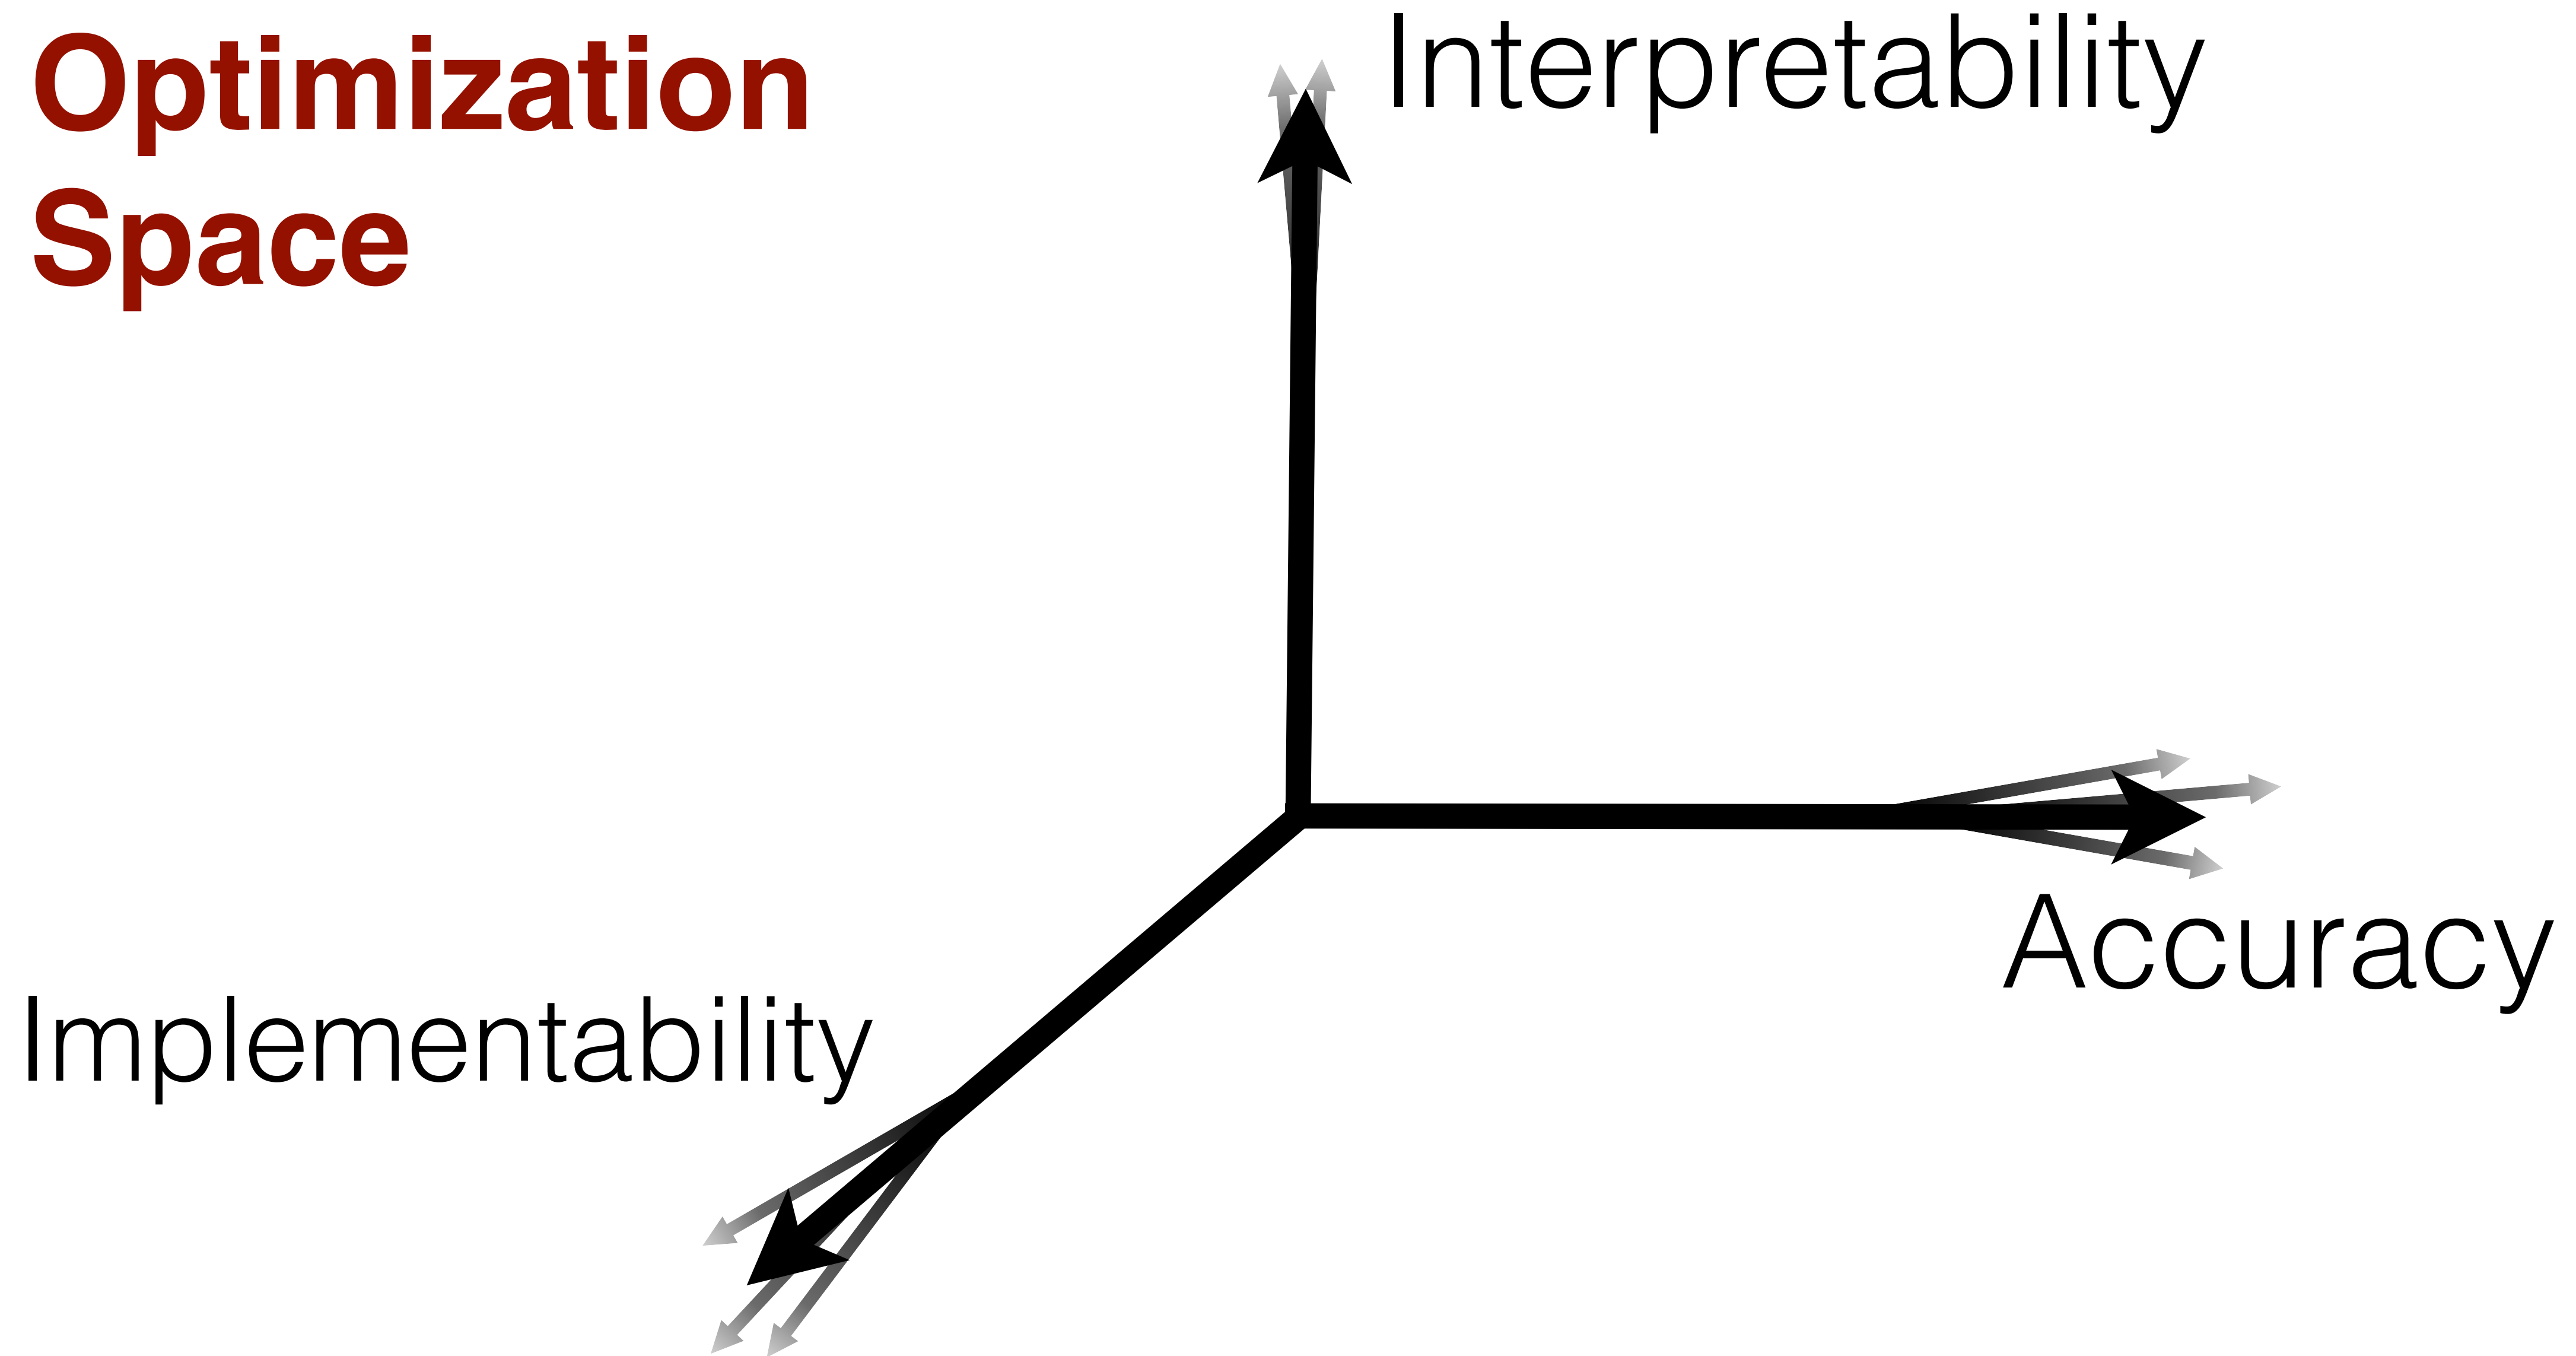 Optimization
Space
Interpretability
Accuracy
Implementability